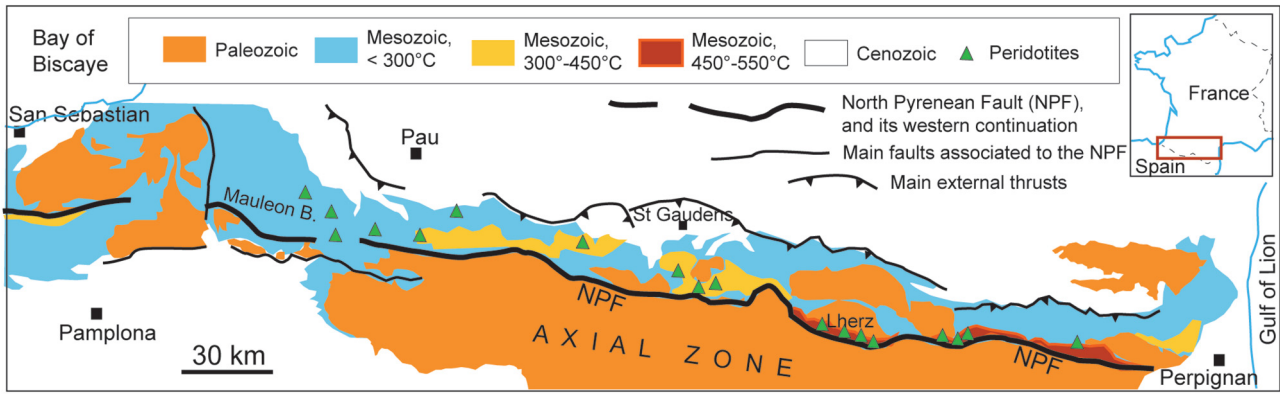 Bay of
Biscaye
Paleozoic
Mesozoic,
< 300°C
Mesozoic,
300°-450°C
Mesozoic,
450°-550°C
Cenozoic
Peridotites
France
Spain
North Pyrenean Fault (NPF),
and its western continuation
Main faults associated to the NPF
Main external thrusts
San Sebastian
Pau
Mauleon B.
St Gaudens
Pamplona
30 km
NPF
AXIAL ZONE
Lherz
NPF
Perpignan
Gulf of Lion